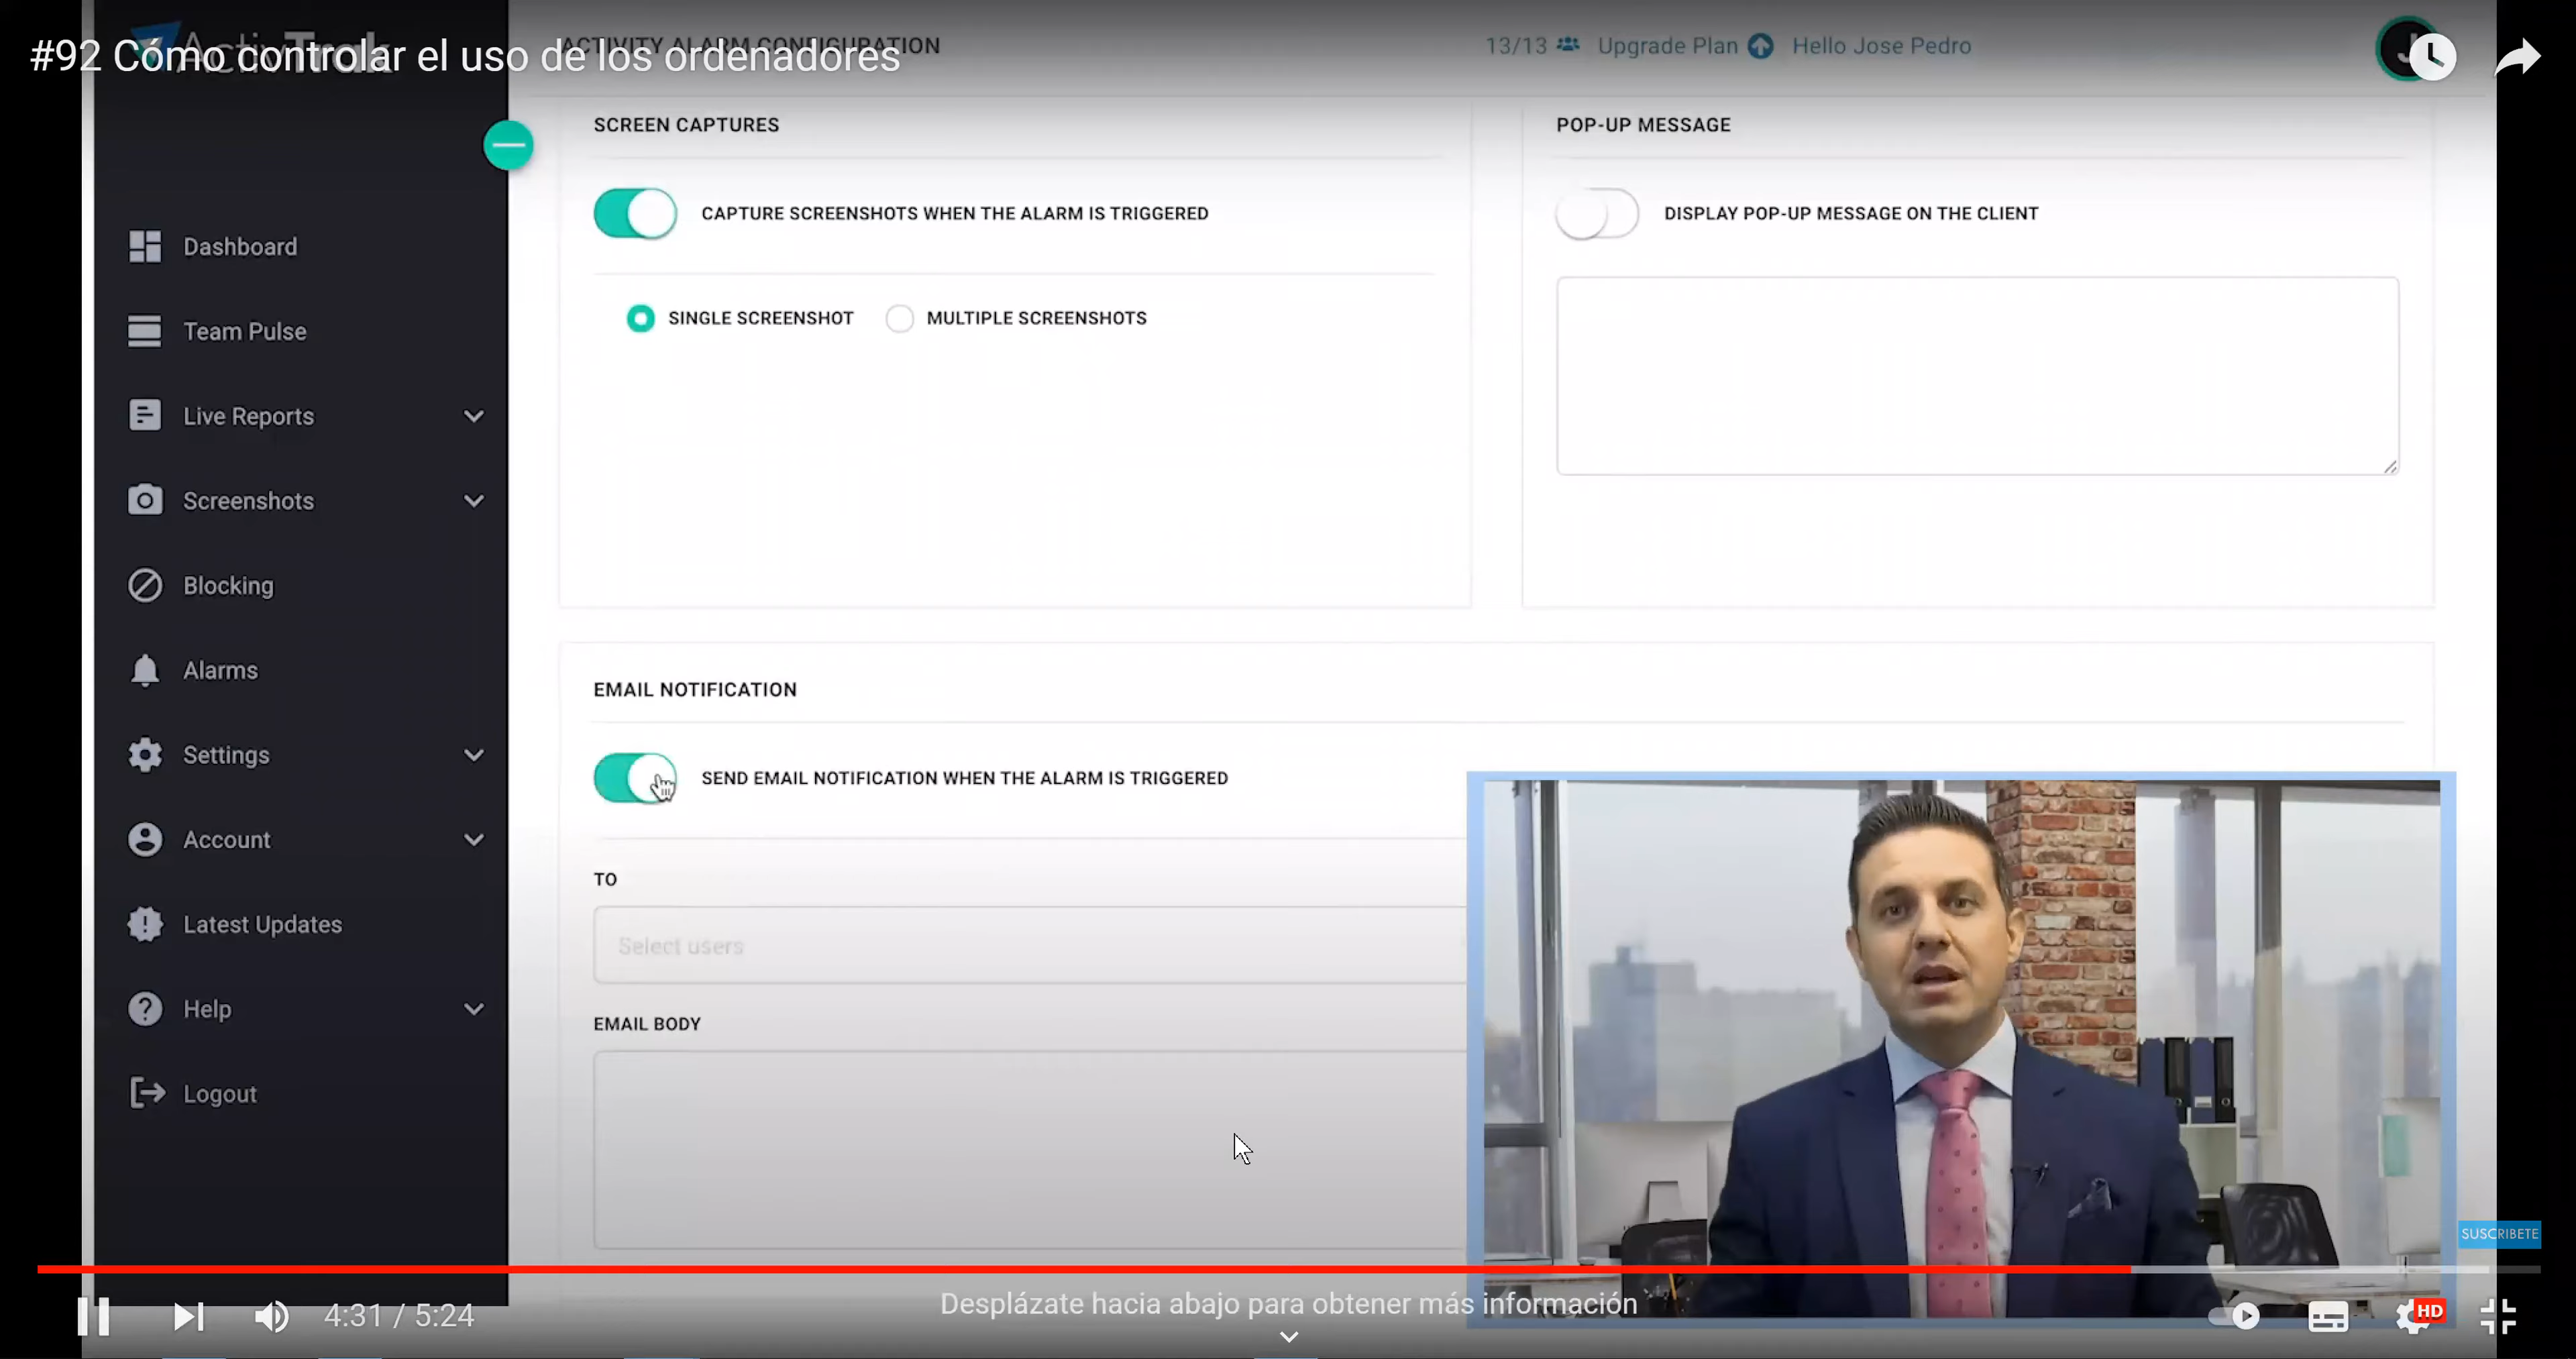 #92 Cómo controlar el uso de los ordenadores
ActivTrak
ACTIVITY ALARM CONFIGURATION
13/13 Upgrade Plan Hello Jose Pedro
J
Dashboard
Team Pulse
Live Reports
Screenshots
Blocking
Alarms
Settings
Account
Latest Updates
Help
Logout
SCREEN CAPTURES
CAPTURE SCREENSHOTS WHEN THE ALARM IS TRIGGERED
SINGLE SCREENSHOT MULTIPLE SCREENSHOTS
POP-UP MESSAGE
DISPLAY POP-UP MESSAGE ON THE CLIENT
EMAIL NOTIFICATION
SEND EMAIL NOTIFICATION WHEN THE ALARM IS TRIGGERED
TO
Select users
EMAIL BODY
SUSCRIBETE
4:31 / 5:24
Desplázate hacia abajo para obtener más información
HD